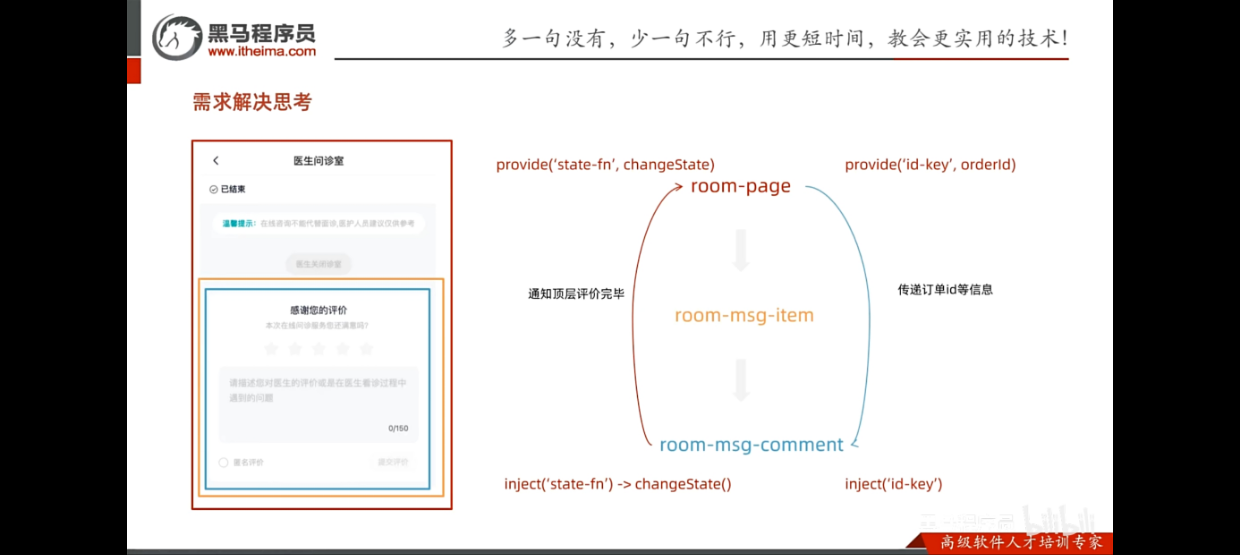 黑马程序员
www.itheima.com
多一句没有，少一句不行，用更短时间，教会更实用的技术！
需求解决思考
医生问诊室
已结束
温馨提示：在线咨询不能代替面诊,医护人员建议仅供参考
医生关闭诊室
感谢您的评价
本次在线问诊服务您还满意吗？
请描述您对医生的评价或是在医生看诊过程中
遇到的问题
0/150
匿名评价
提交评价
provide('state-fn', changeState)
provide('id-key', orderId)
room-page
通知顶层评价完毕
传递订单id等信息
room-msg-item
room-msg-comment
inject('state-fn') -> changeState()
inject('id-key')
bilibili
高级软件人才培训专家